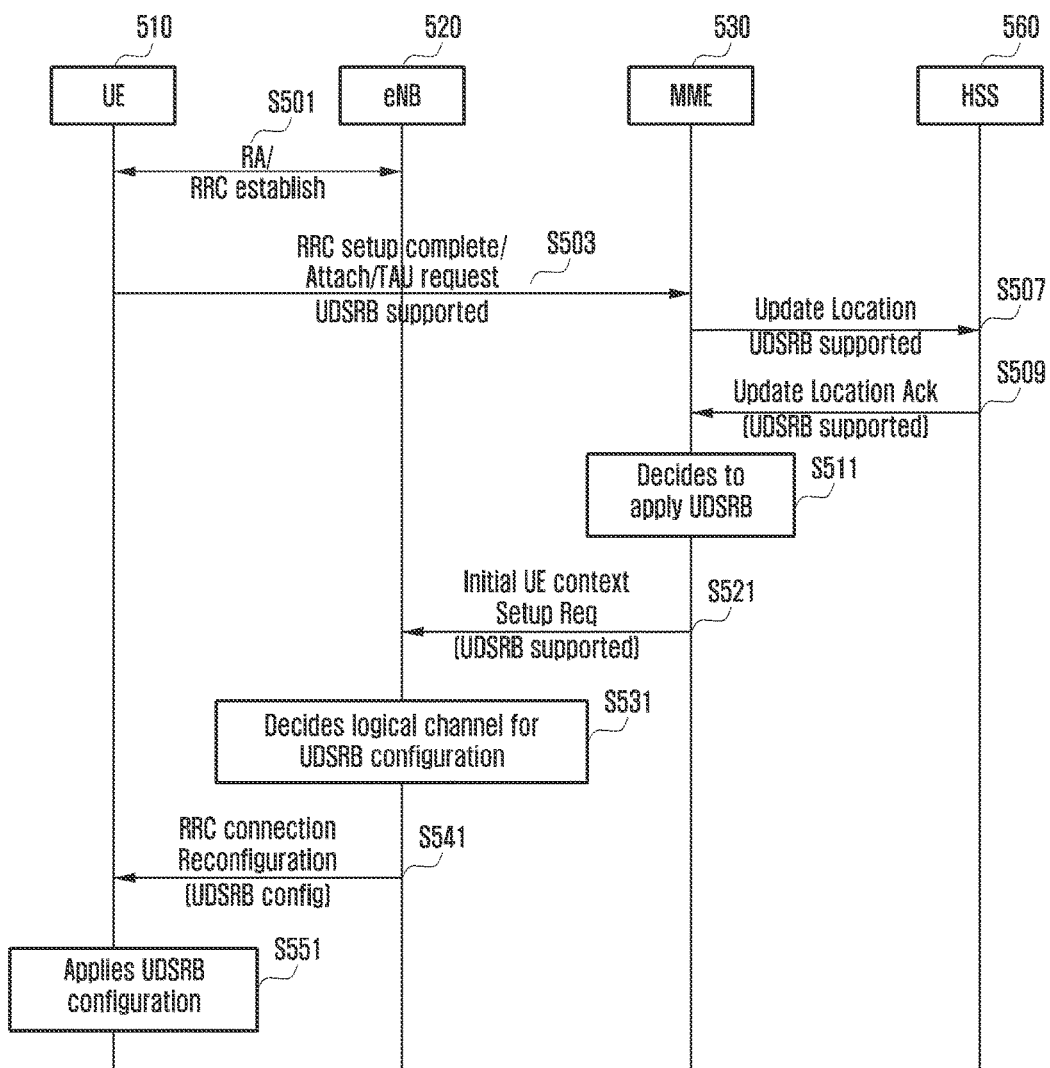 510
520
530
560
UE
eNB
MME
HSS
S501
RA/
RRC establish
RRC setup complete/
Attach/TAU request
UDSRB supported
S503
Update Location
UDSRB supported
S507
Update Location Ack
(UDSRB supported)
S509
Decides to
apply UDSRB
S511
Initial UE context
Setup Req
(UDSRB supported)
S521
Decides logical channel for
UDSRB configuration
S531
RRC connection
Reconfiguration
(UDSRB config)
S541
Applies UDSRB
configuration
S551